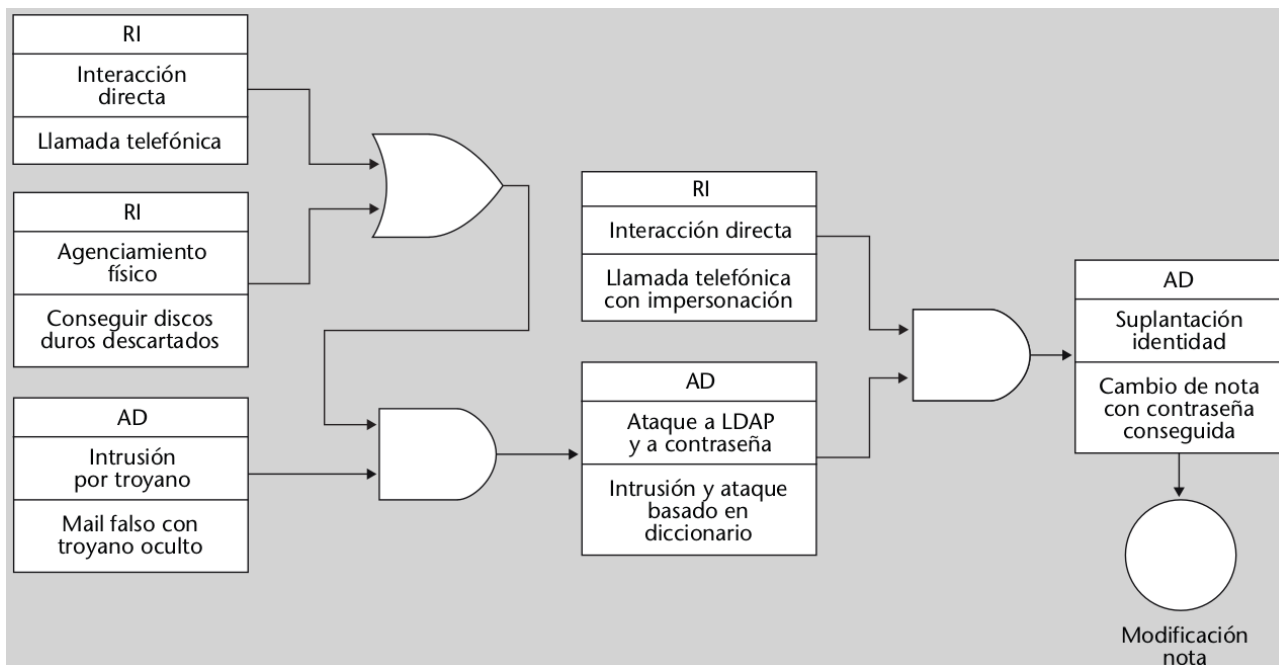 RI
Interacción
directa
Llamada telefónica
RI
Agenciamiento
físico
Conseguir discos
duros descartados
AD
Intrusión
por troyano
Mail falso con
troyano oculto
RI
Interacción directa
Llamada telefónica
con impersonación
AD
Ataque a LDAP
y a contraseña
Intrusión y ataque
basado en
diccionario
AD
Suplantación
identidad
Cambio de nota
con contraseña
conseguida
Modificación
nota